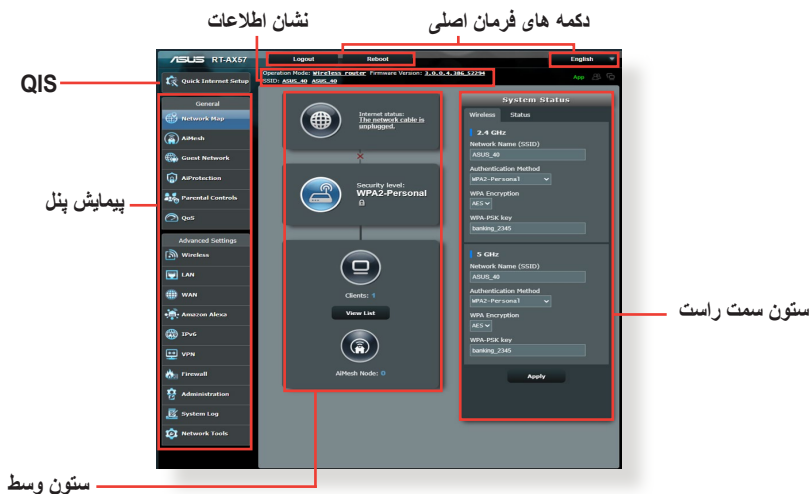 دکمه های فرمان اصلی
نشان اطلاعات
/SUS RT-AX57
Logout
Reboot
English
QIS
Quick Internet Setup
Operation Mode: Wireless router Firmware Version: 3.0.0.4.386_52294
SSID: ASUS_40 ASUS_40
App
General
Network Map
AiMesh
Guest Network
AiProtection
Parental Controls
QoS
پیمایش پنل
Advanced Settings
Wireless
LAN
WAN
Amazon Alexa
IPv6
VPN
Firewall
Administration
System Log
Network Tools
Internet status:
The network cable is
unplugged.
Security level:
WPA2-Personal
Clients: 1
View List
AiMesh Node: 0
ستون وسط
System Status
Wireless
Status
2.4 GHz
Network Name (SSID)
ASUS_40
Authentication Method
WPA2-Personal
WPA Encryption
AES
WPA-PSK key
banking_2345
5 GHz
Network Name (SSID)
ASUS_40
Authentication Method
WPA2-Personal
WPA Encryption
AES
WPA-PSK key
banking_2345
Apply
ستون سمت راست